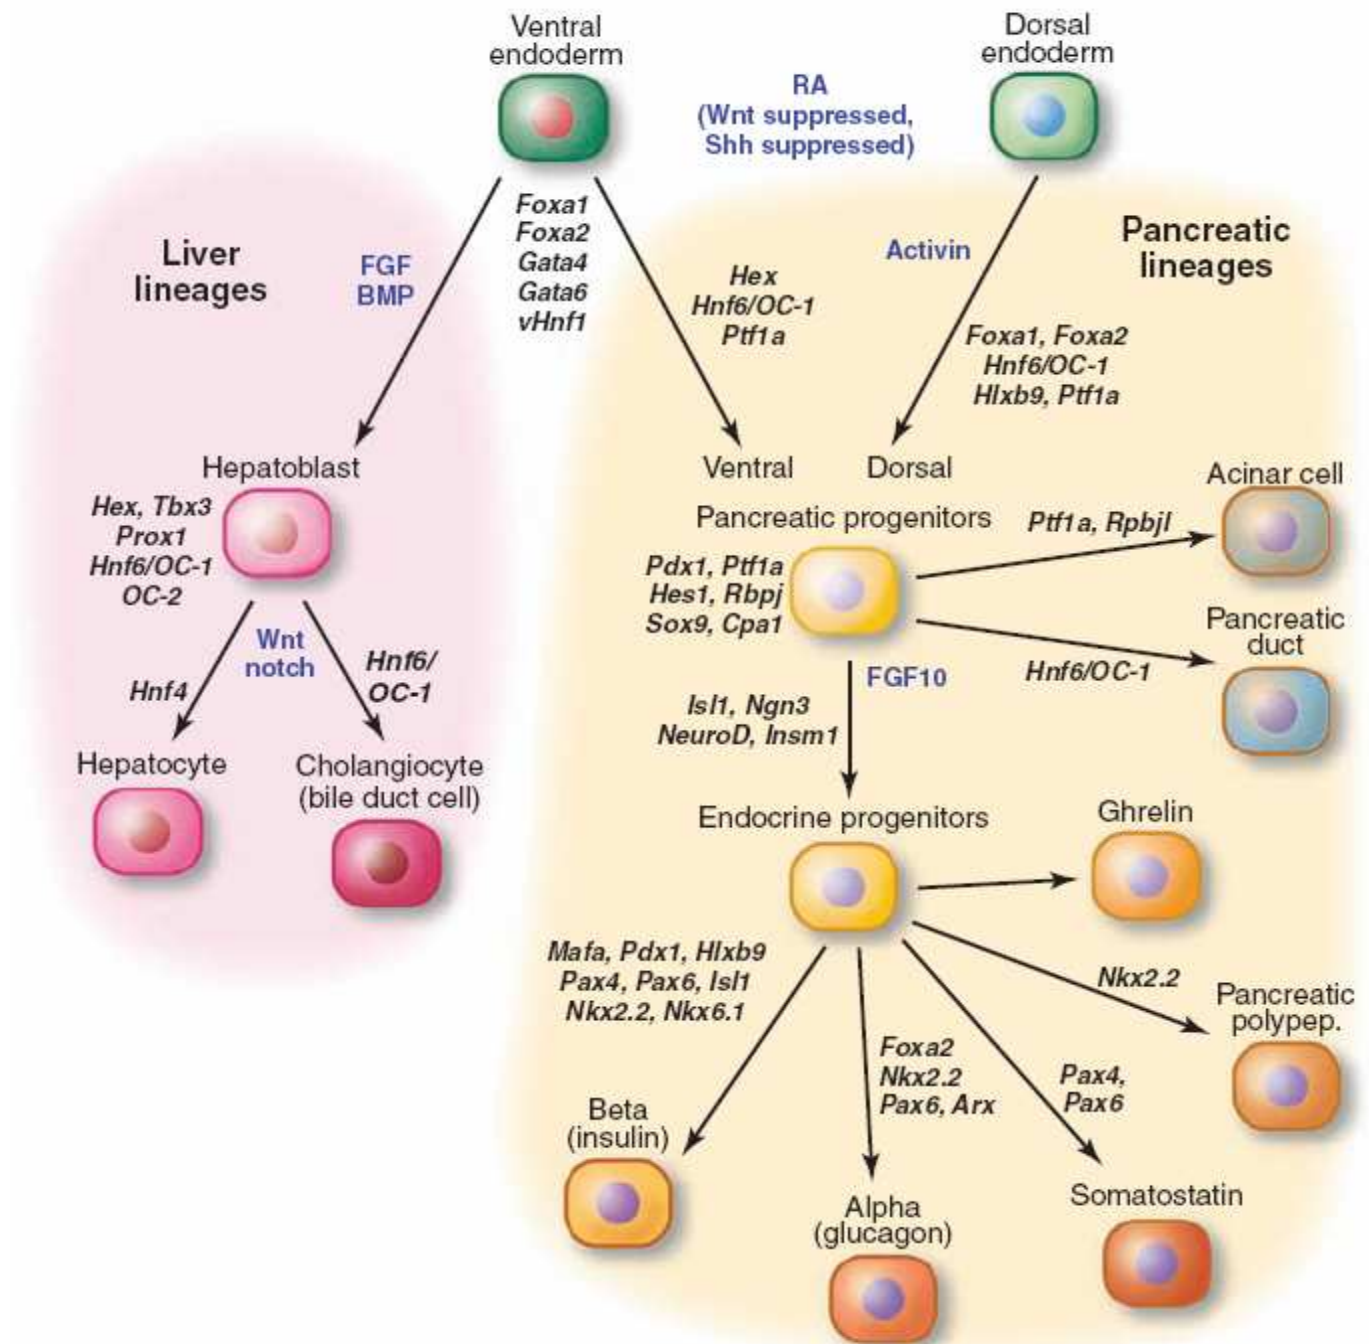 Ventral
endoderm
Dorsal
endoderm
RA
(Wnt suppressed,
Shh suppressed)
Liver
lineages
FGF
BMP
Foxa1
Foxa2
Gata4
Gata6
vHnf1
Hex
Hnf6/OC-1
Ptf1a
Activin
Pancreatic
lineages
Foxa1, Foxa2
Hnf6/OC-1
Hlxb9, Ptf1a
Hepatoblast
Hex, Tbx3
Prox1
Hnf6/OC-1
OC-2
Wnt
notch
Hnf4
Hnf6/
OC-1
Hepatocyte
Cholangiocyte
(bile duct cell)
Ventral
Dorsal
Pancreatic progenitors
Pdx1, Ptf1a
Hes1, Rbpj
Sox9, Cpa1
Ptf1a, Rpbjl
Acinar cell
Hnf6/OC-1
Pancreatic
duct
FGF10
Isl1, Ngn3
NeuroD, Insm1
Endocrine progenitors
Ghrelin
Mafa, Pdx1, Hlxb9
Pax4, Pax6, Isl1
Nkx2.2, Nkx6.1
Nkx2.2
Pancreatic
polypep.
Foxa2
Nkx2.2
Pax6, Arx
Pax4,
Pax6
Beta
(insulin)
Alpha
(glucagon)
Somatostatin